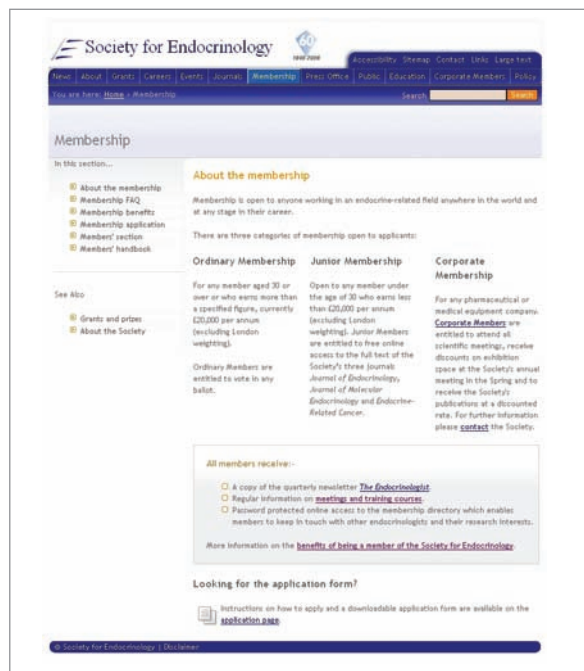 Society for Endocrinology
60
1946-2006
Accessibility Sitemap Contact Links Large text
News About Grants Careers Events Journals Membership Press Office Public Education Corporate Members Policy
You are here: Home › Membership
Search: Search
Membership
In this section...
About the membership
Membership FAQ
Membership benefits
Membership application
Members' section
Members' handbook
See Also
Grants and prizes
About the Society
About the membership
Membership is open to anyone working in an endocrine-related field anywhere in the world and
at any stage in their career.
There are three categories of membership open to applicants:
Ordinary Membership
For any member aged 30 or
over or who earns more than
a specified figure, currently
£20,000 per annum
(excluding London
weighting).
Ordinary Members are
entitled to vote in any
ballot.
Junior Membership
Open to any member under
the age of 30 who earns less
than £20,000 per annum
(excluding London
weighting). Junior Members
are entitled to free online
access to the full text of the
Society's three journals
Journal of Endocrinology,
Journal of Molecular
Endocrinology and Endocrine-
Related Cancer.
Corporate
Membership
For any pharmaceutical or
medical equipment company.
Corporate Members are
entitled to attend all
scientific meetings, receive
discounts on exhibition
space at the Society's annual
meeting in the Spring and to
receive the Society's
publications at a discounted
rate. For further information
please contact the Society.
All members receive:-
A copy of the quarterly newsletter The Endocrinologist.
Regular information on meetings and training courses.
Password protected online access to the membership directory which enables
members to keep in touch with other endocrinologists and their research interests.
More information on the benefits of being a member of the Society for Endocrinology.
Looking for the application form?
Instructions on how to apply and a downloadable application form are available on the
application page.
© Society for Endocrinology | Disclaimer